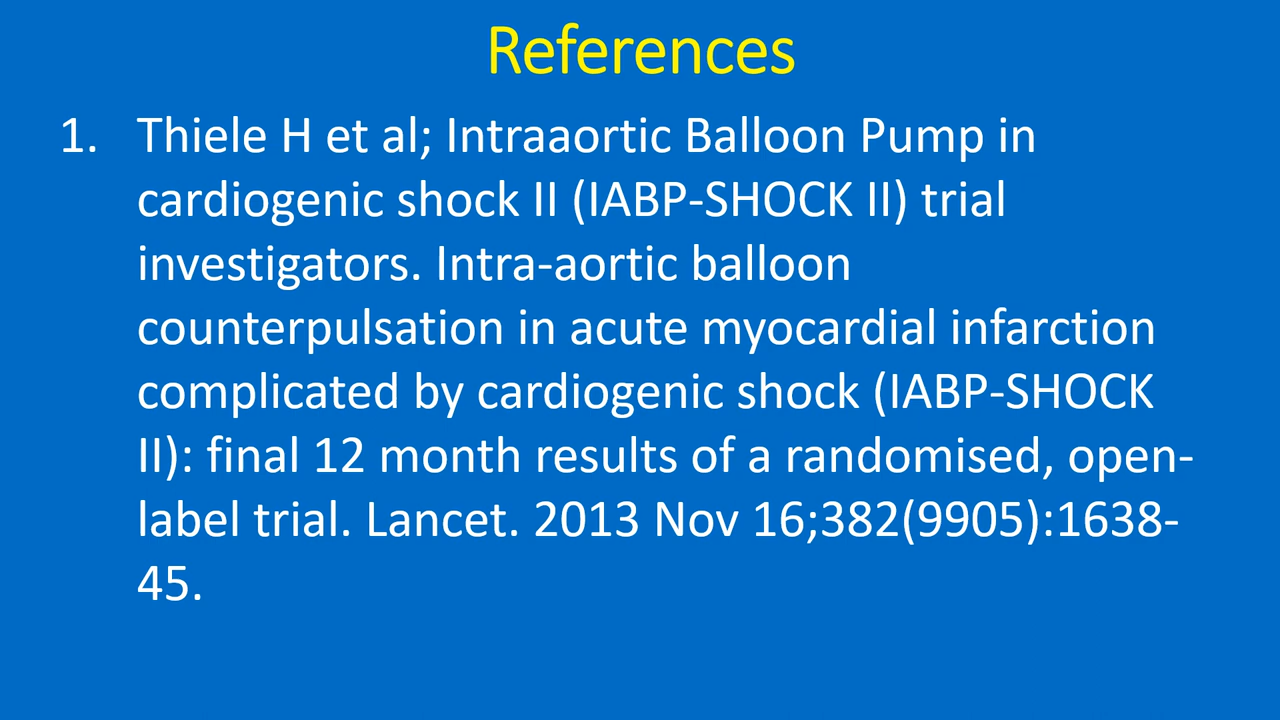 References
1. Thiele H et al; Intraaortic Balloon Pump in
cardiogenic shock II (IABP-SHOCK II) trial
investigators. Intra-aortic balloon
counterpulsation in acute myocardial infarction
complicated by cardiogenic shock (IABP-SHOCK
II): final 12 month results of a randomised, open-
label trial. Lancet. 2013 Nov 16;382(9905):1638-
45.